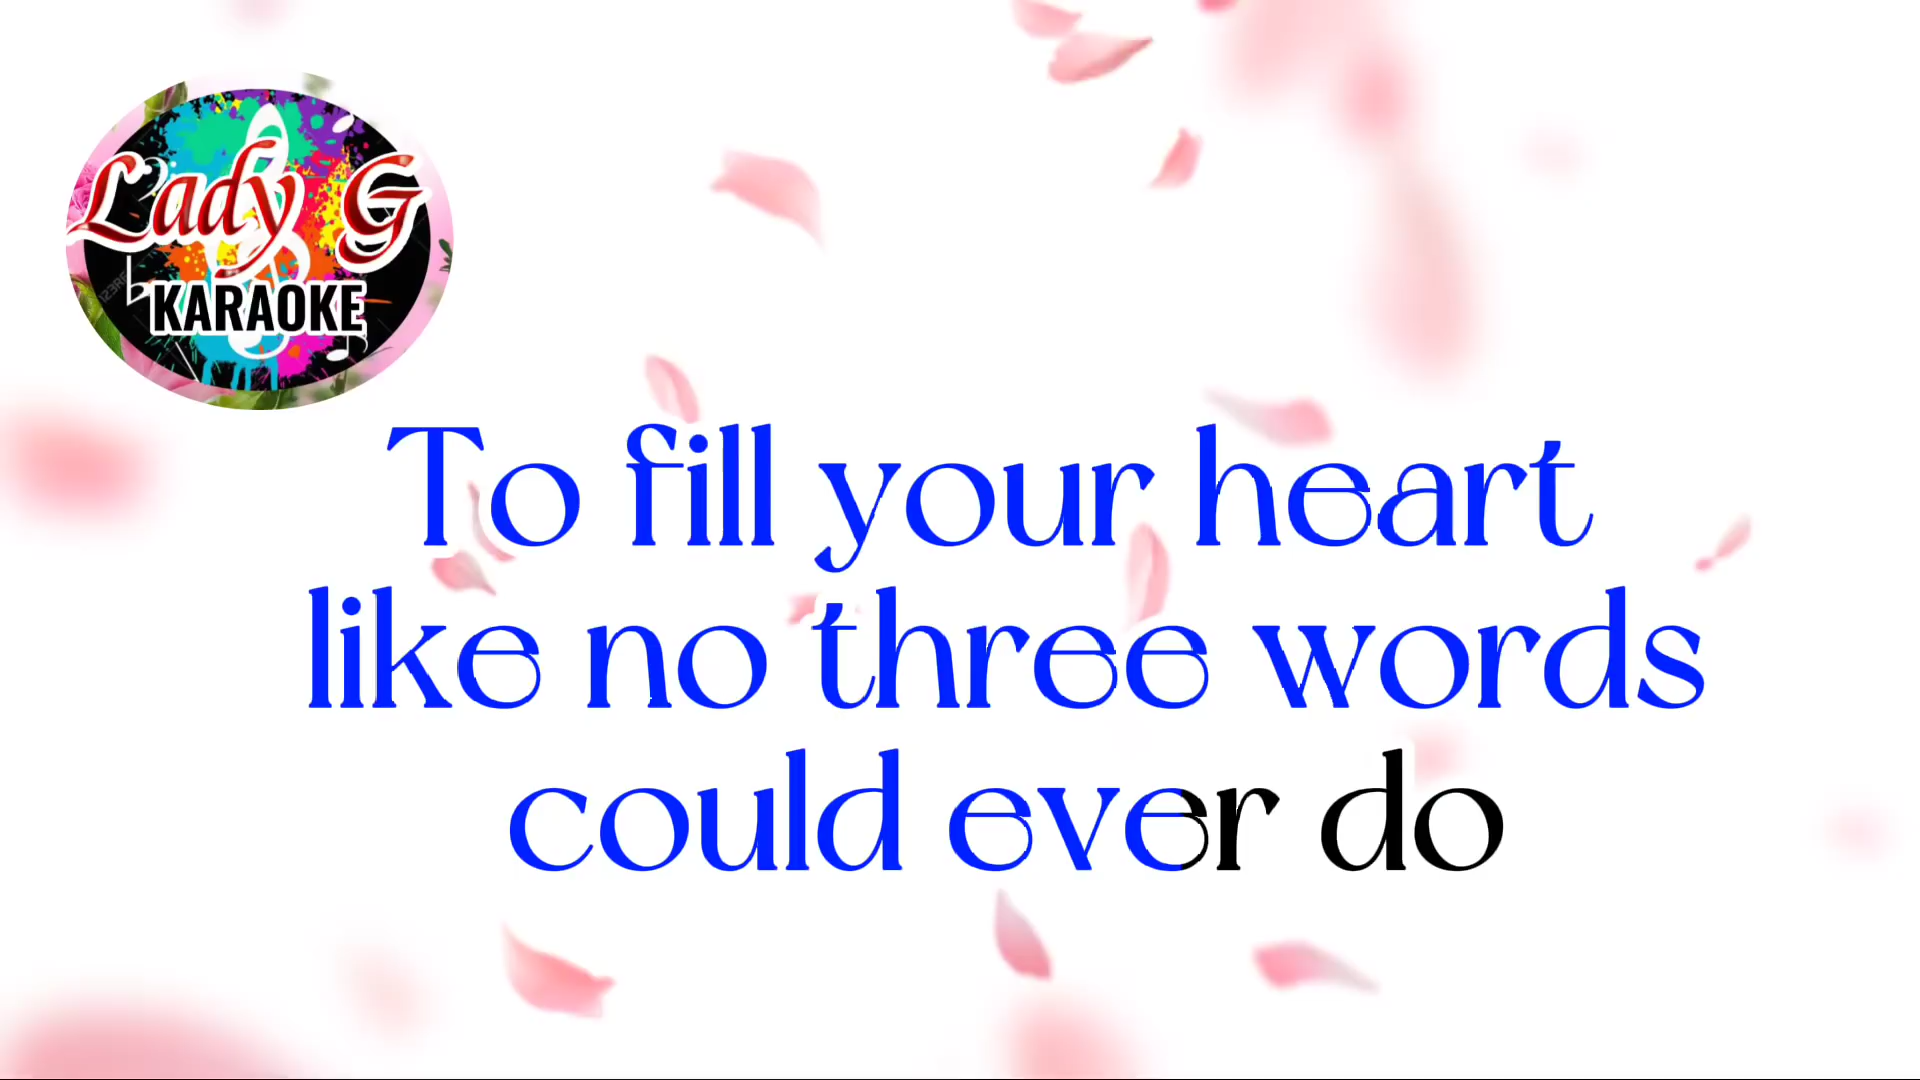 Lady G
KARAOKE
To fill your heart
like no three words
could ever do